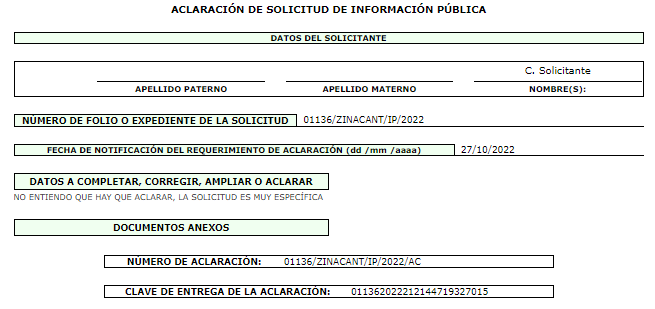 ACLARACIÓN DE SOLICITUD DE INFORMACIÓN PÚBLICA
DATOS DEL SOLICITANTE
C. Solicitante
APELLIDO PATERNO APELLIDO MATERNO NOMBRE(S):
NÚMERO DE FOLIO O EXPEDIENTE DE LA SOLICITUD 01136/ZINACANT/IP/2022
FECHA DE NOTIFICACIÓN DEL REQUERIMIENTO DE ACLARACIÓN (dd /mm /aaaa) 27/10/2022
DATOS A COMPLETAR, CORREGIR, AMPLIAR O ACLARAR
NO ENTIENDO QUE HAY QUE ACLARAR, LA SOLICITUD ES MUY ESPECÍFICA
DOCUMENTOS ANEXOS
NÚMERO DE ACLARACIÓN: 01136/ZINACANT/IP/2022/AC
CLAVE DE ENTREGA DE LA ACLARACIÓN: 011362022212144719327015